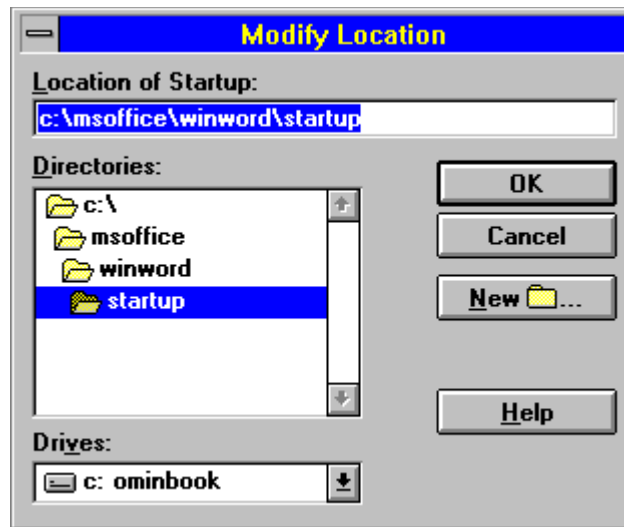 Modify Location
Location of Startup:
c:\msoffice\winword\startup
Directories:
c:\
msoffice
winword
startup
OK
Cancel
New ...
Help
Drives:
c: ominbook